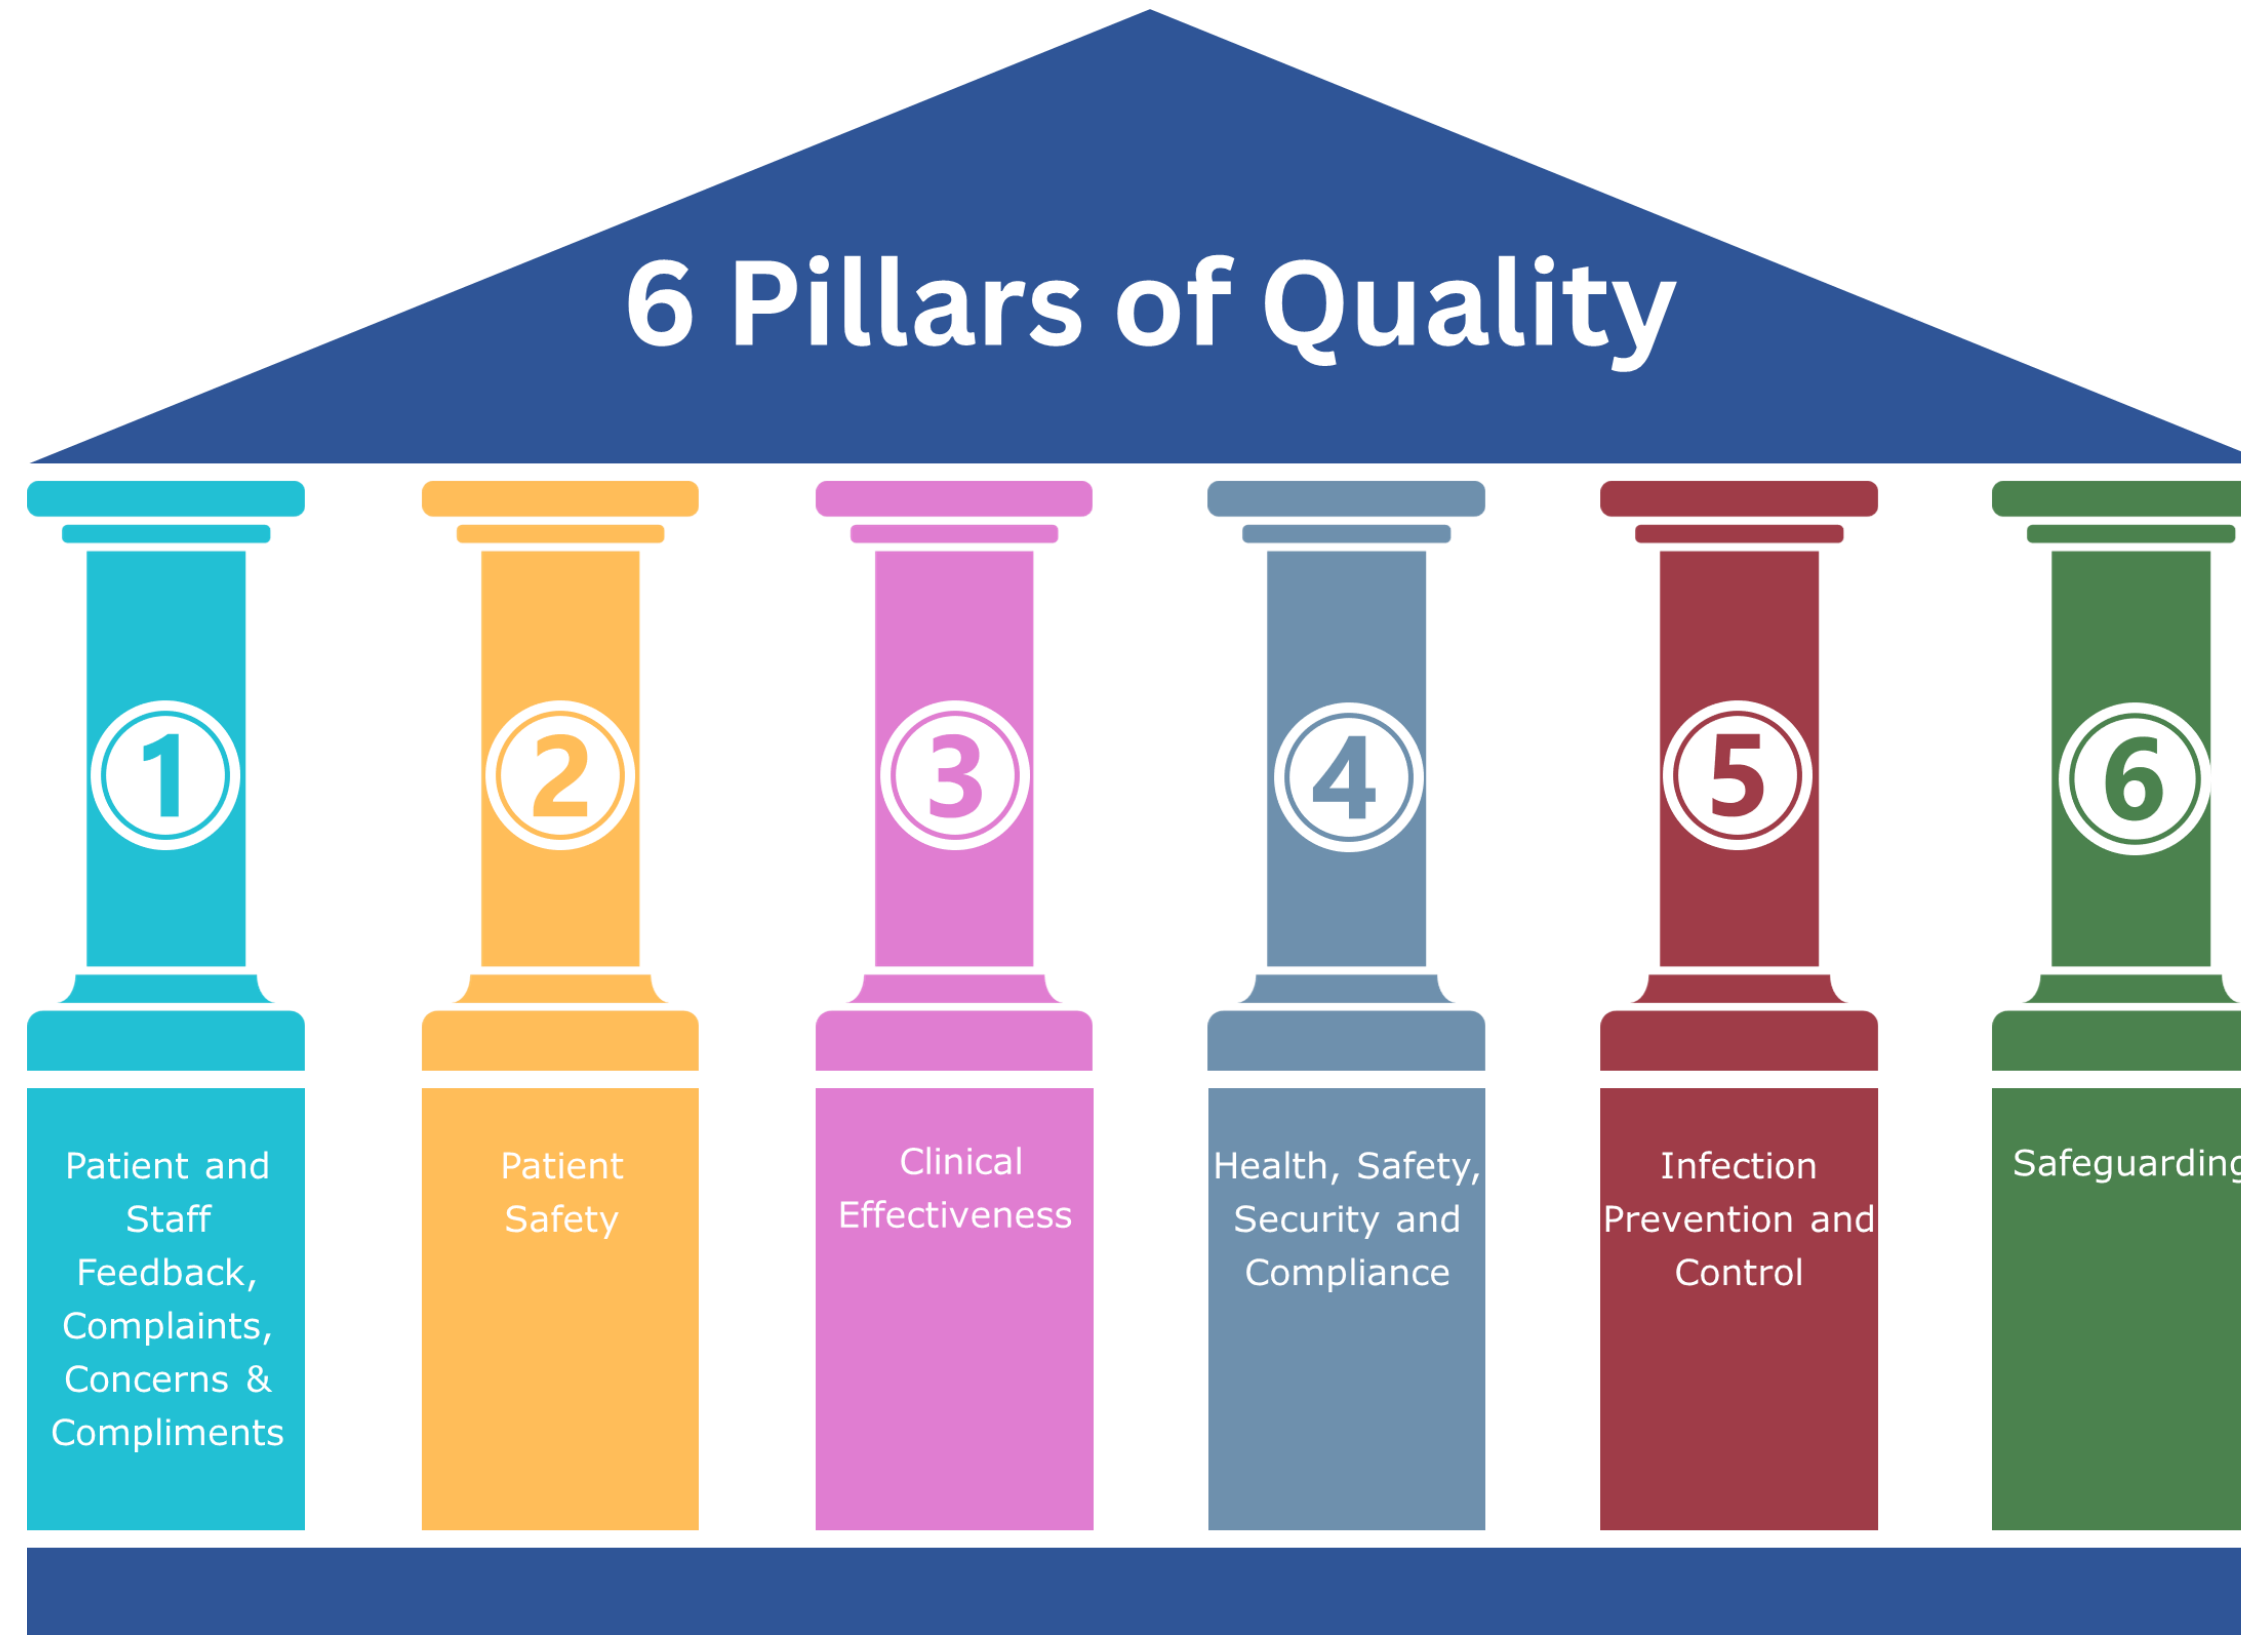 6 Pillars of Quality
1
2
3
4
5
6
Patient and
Staff
Feedback,
Complaints,
Concerns &
Compliments
Patient
Safety
Clinical
Effectiveness
Health, Safety,
Security and
Compliance
Infection
Prevention and
Control
Safeguarding